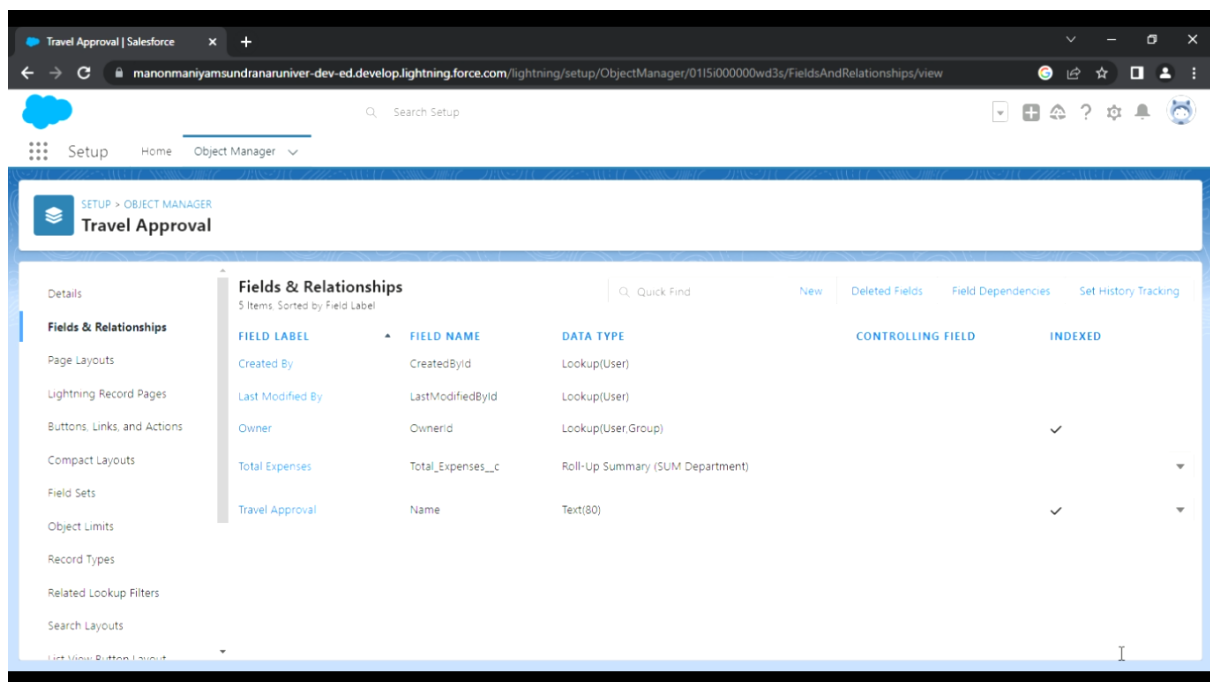 Travel Approval | Salesforce
manonmaniyamsundranaruniver-dev-ed.develop.lightning.force.com/lightning/setup/ObjectManager/01I5i000000wd3s/FieldsAndRelationships/view
Search Setup
Setup Home Object Manager
SETUP > OBJECT MANAGER
Travel Approval
Details
Fields & Relationships
Page Layouts
Lightning Record Pages
Buttons, Links, and Actions
Compact Layouts
Field Sets
Object Limits
Record Types
Related Lookup Filters
Search Layouts
List View Button Layout
Fields & Relationships
5 Items, Sorted by Field Label
Quick Find New Deleted Fields Field Dependencies Set History Tracking
FIELD LABEL FIELD NAME DATA TYPE CONTROLLING FIELD INDEXED
Created By CreatedById Lookup(User)
Last Modified By LastModifiedById Lookup(User)
Owner OwnerId Lookup(User,Group)
Total Expenses Total_Expenses__c Roll-Up Summary (SUM Department)
Travel Approval Name Text(80)